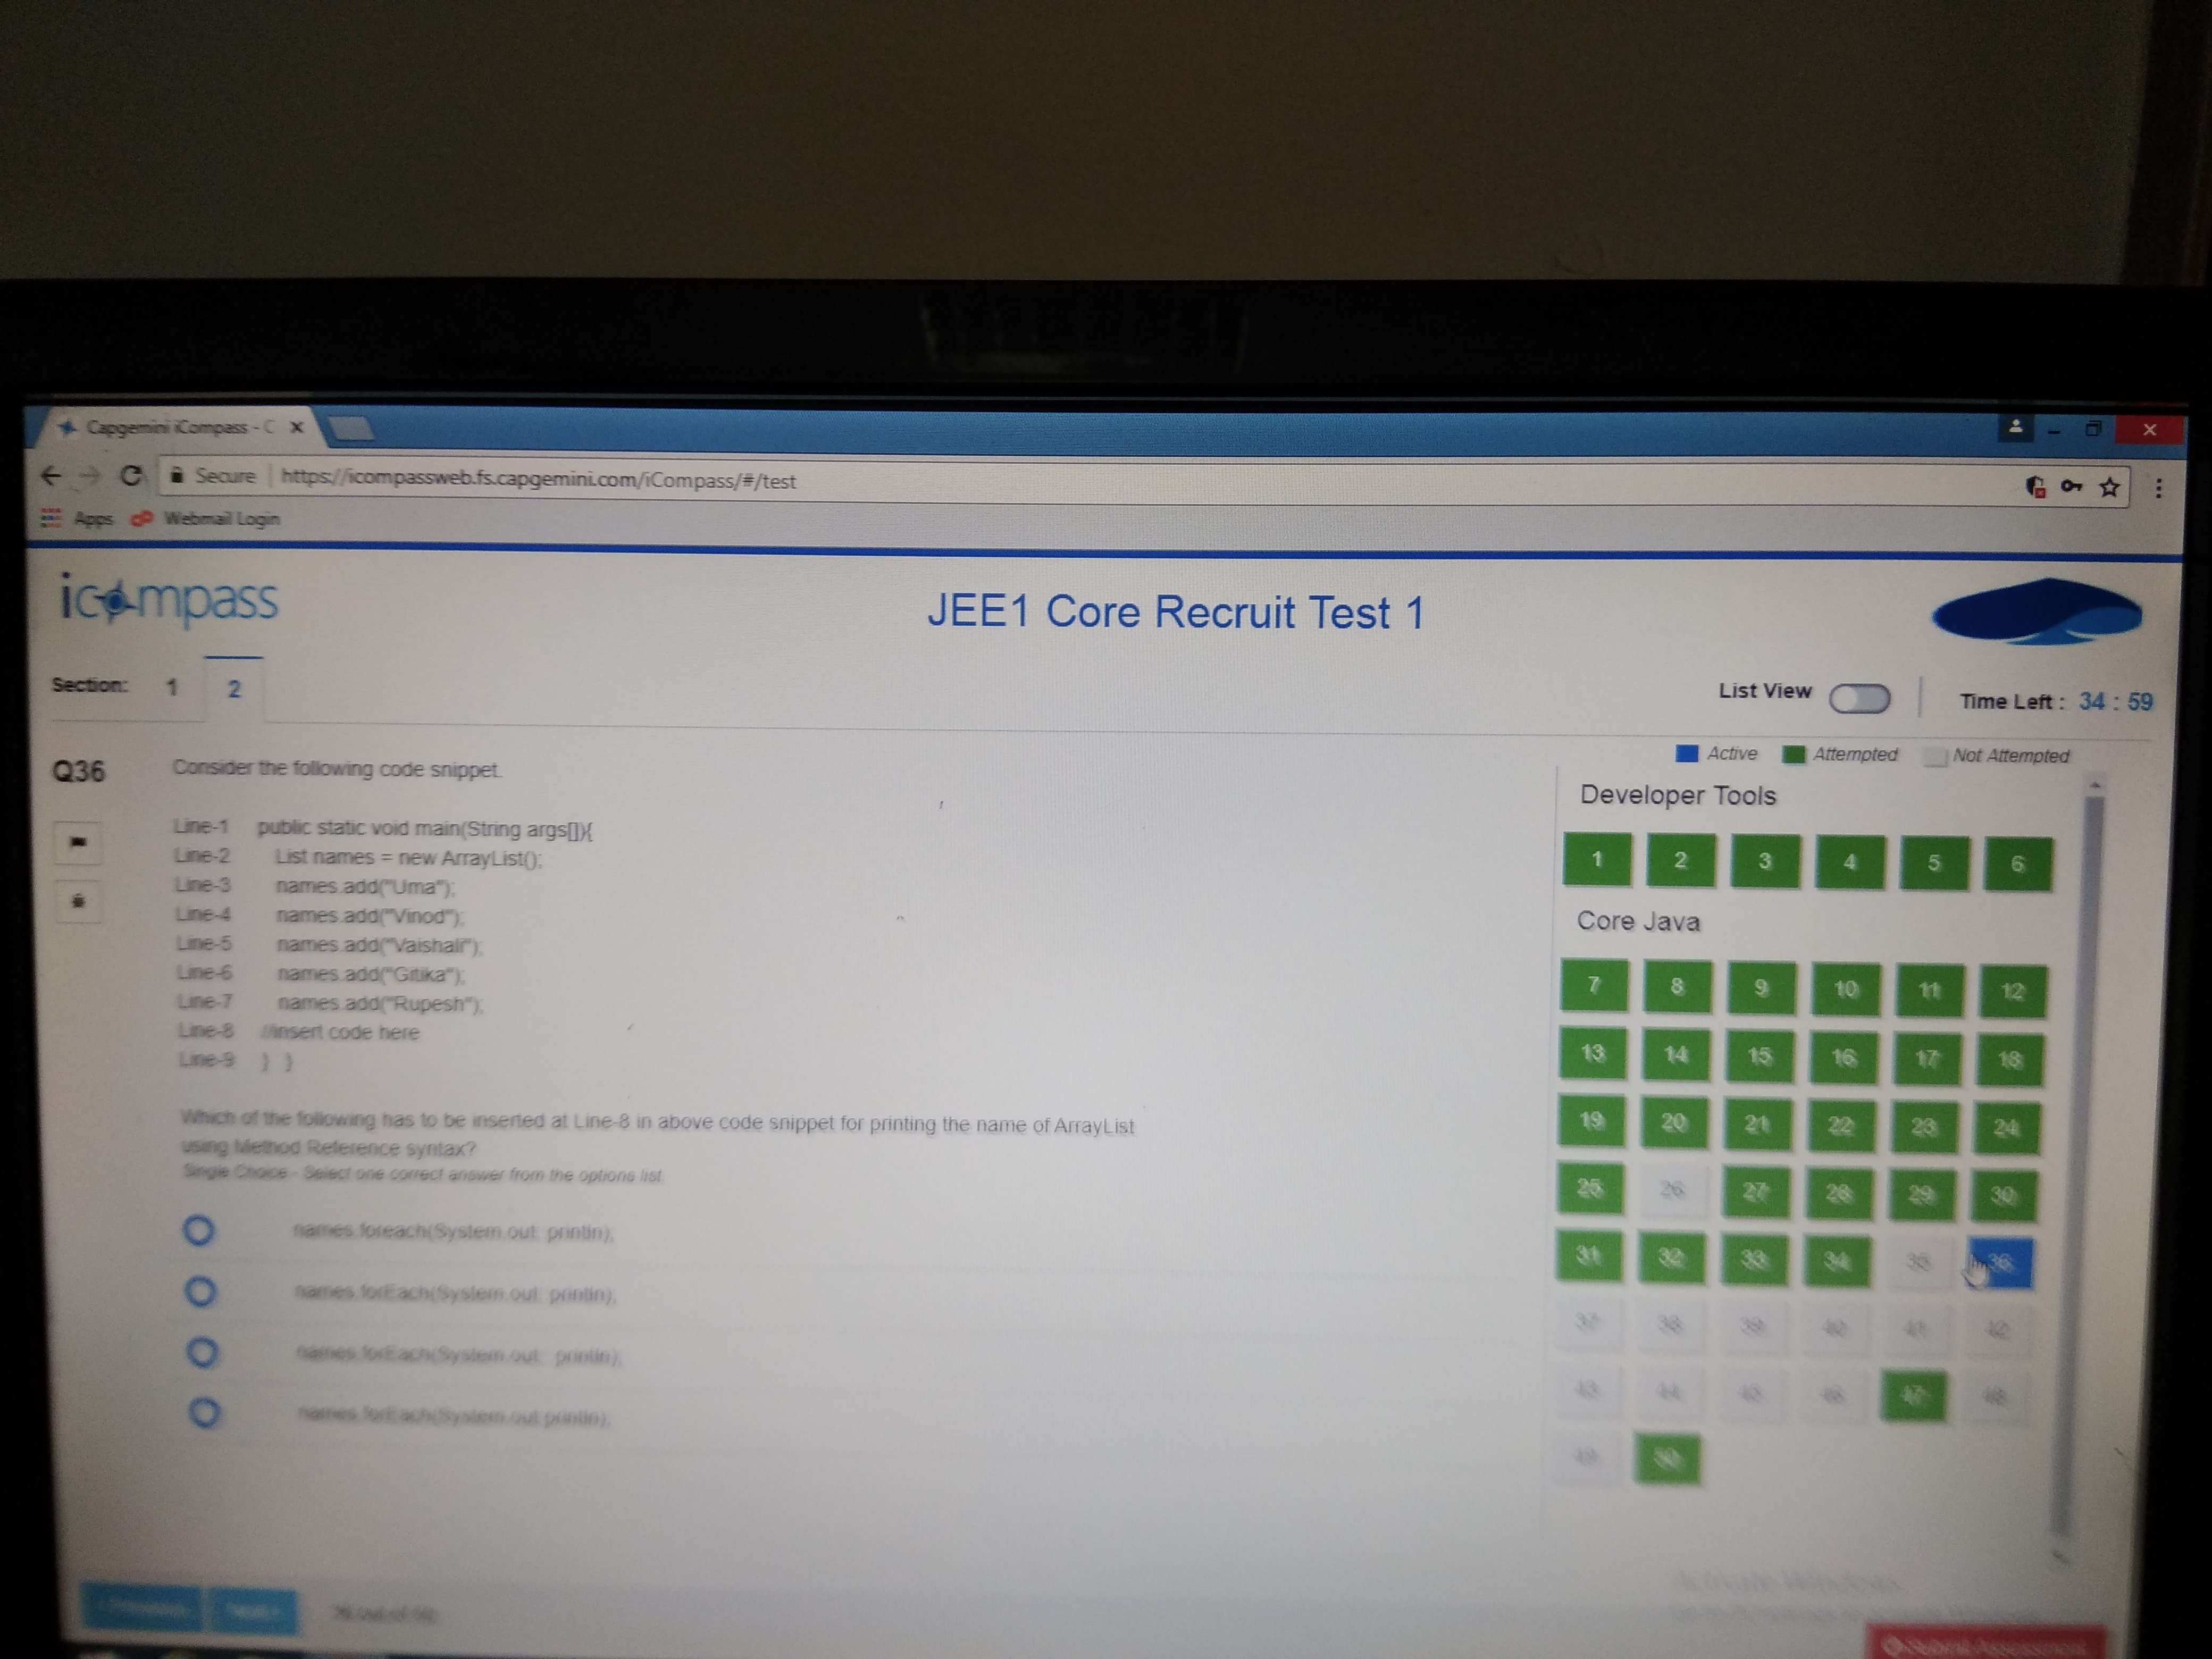 Capgemini iCompass - C
Secure https://icompassweb.fs.capgemini.com/iCompass/#/test
Apps Webmail Login
icompass
JEE1 Core Recruit Test 1
Section: 1 2
List View
Time Left : 34 : 59
Active Attempted Not Attempted
Q36
Consider the following code snippet.
Line-1 public static void main(String args[]){
Line-2 List names = new ArrayList();
Line-3 names.add("Uma");
Line-4 names.add("Vinod");
Line-5 names.add("Vaishali");
Line-6 names.add("Gitika");
Line-7 names.add("Rupesh");
Line-8 //insert code here
Line-9 } }
Which of the following has to be inserted at Line-8 in above code snippet for printing the name of ArrayList
using Method Reference syntax?
Single Choice - Select one correct answer from the options list
names.foreach(System.out: println);
names.forEach(System.out: println);
names.forEach(System.out: println);
names.forEach(System.out:println);
Developer Tools
1 2 3 4 5 6
Core Java
7 8 9 10 11 12
13 14 15 16 17 18
19 20 21 22 23 24
25 26 27 28 29 30
31 32 33 34 35 36
37 38 39 40 41 42
43 44 45 46 47 48
49 50
Previous Next
Activate Windows
Submit Assessment